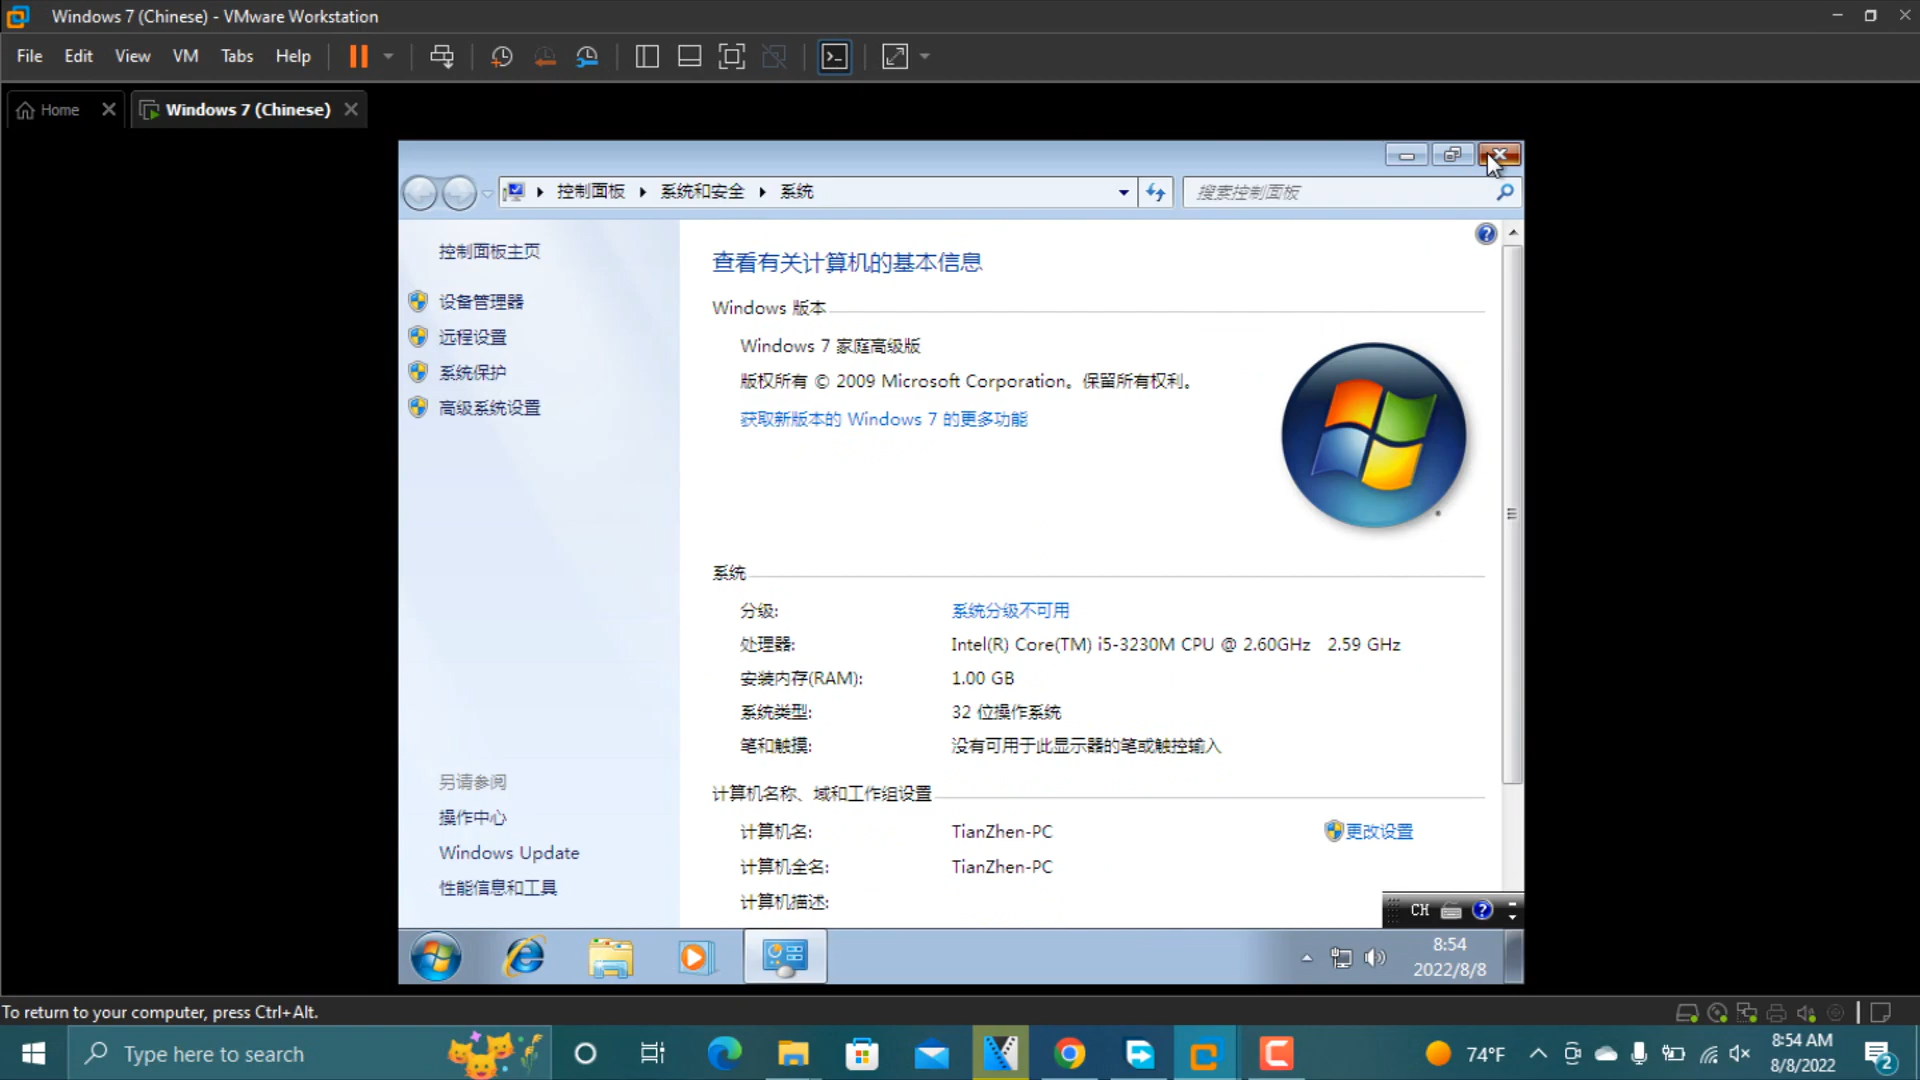 Windows 7 (Chinese) - VMware Workstation
File Edit View VM Tabs Help
Home Windows 7 (Chinese)
控制面板 系统和安全 系统 搜索控制面板
控制面板主页
设备管理器
远程设置
系统保护
高级系统设置
另请参阅
操作中心
Windows Update
性能信息和工具
查看有关计算机的基本信息
Windows 版本
Windows 7 家庭高级版
版权所有 © 2009 Microsoft Corporation。保留所有权利。
获取新版本的 Windows 7 的更多功能
系统
分级: 系统分级不可用
处理器: Intel(R) Core(TM) i5-3230M CPU @ 2.60GHz 2.59 GHz
安装内存(RAM): 1.00 GB
系统类型: 32 位操作系统
笔和触摸: 没有可用于此显示器的笔或触控输入
计算机名称、域和工作组设置
计算机名: TianZhen-PC 更改设置
计算机全名: TianZhen-PC
计算机描述:
CH
8:54
2022/8/8
To return to your computer, press Ctrl+Alt.
Type here to search
74°F
8:54 AM
8/8/2022
2